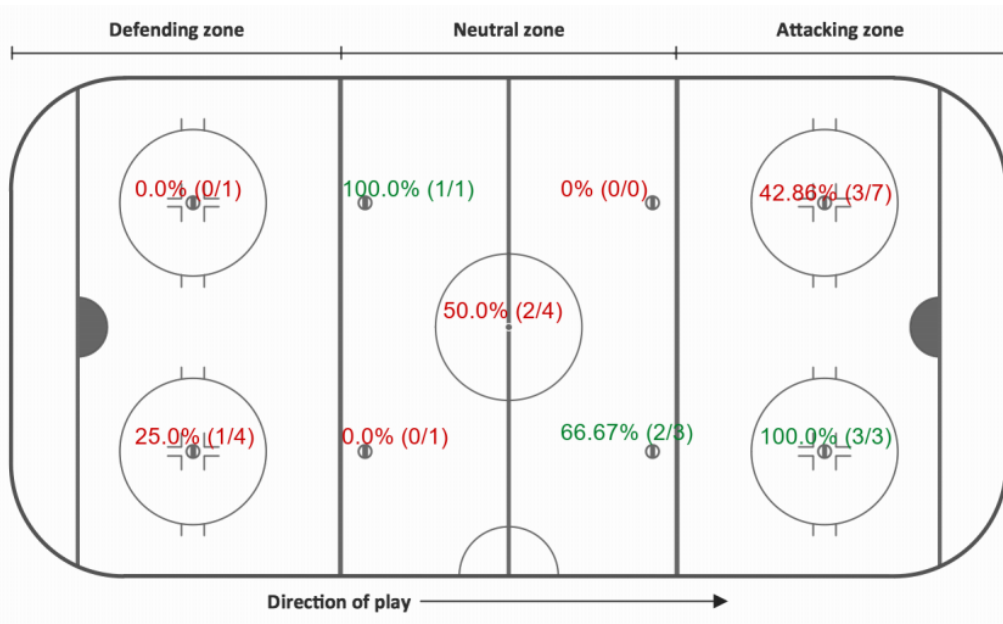 Defending zone
Neutral zone
Attacking zone
0.0% (0/1)
100.0% (1/1)
0% (0/0)
42.86% (3/7)
50.0% (2/4)
25.0% (1/4)
0.0% (0/1)
66.67% (2/3)
100.0% (3/3)
Direction of play